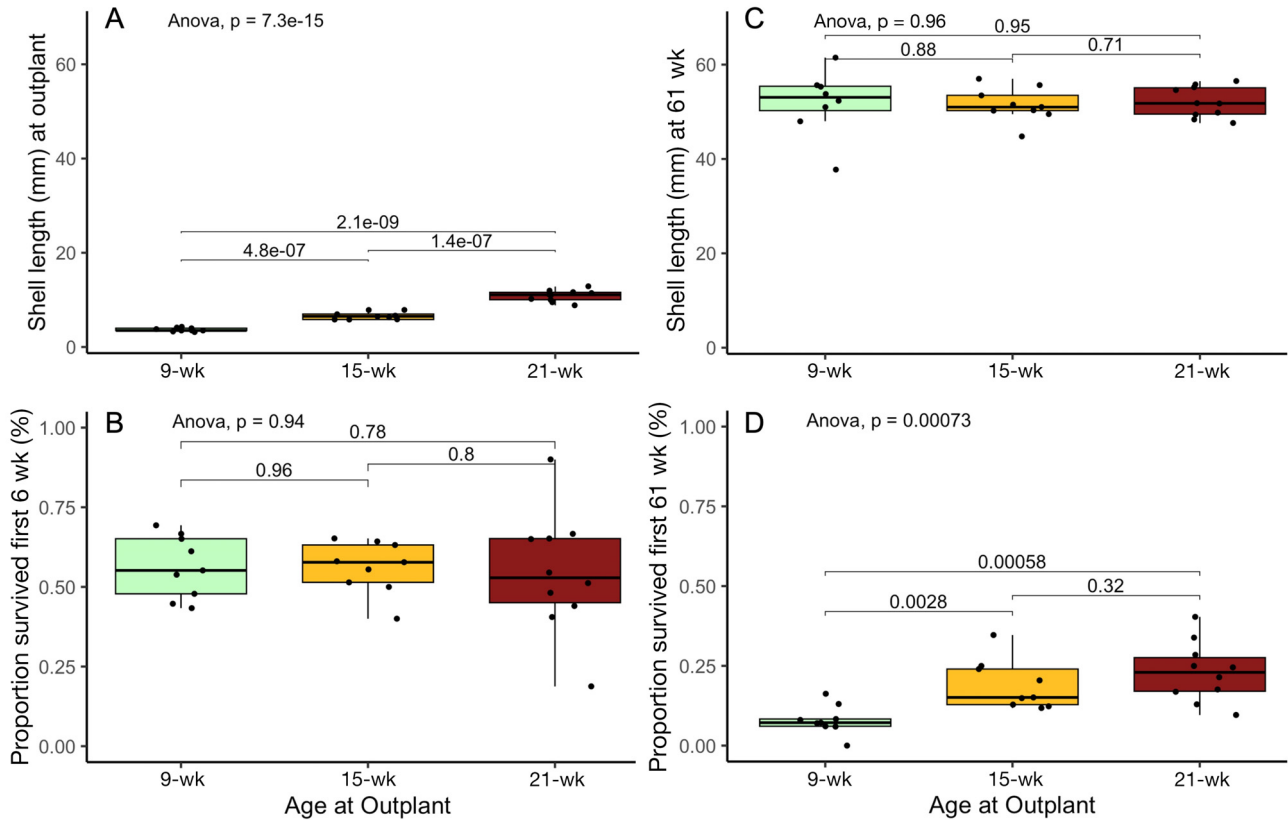 A
Anova, p = 7.3e-15
Shell length (mm) at outplant
60
40
20
0
2.1e-09
4.8e-07
1.4e-07
9-wk
15-wk
21-wk
C
Anova, p = 0.96
Shell length (mm) at 61 wk
60
40
20
0
0.95
0.88
0.71
9-wk
15-wk
21-wk
B
Anova, p = 0.94
Proportion survived first 6 wk (%)
1.00
0.75
0.50
0.25
0.00
0.78
0.96
0.8
9-wk
15-wk
21-wk
Age at Outplant
D
Anova, p = 0.00073
Proportion survived first 61 wk (%)
1.00
0.75
0.50
0.25
0.00
0.00058
0.0028
0.32
9-wk
15-wk
21-wk
Age at Outplant